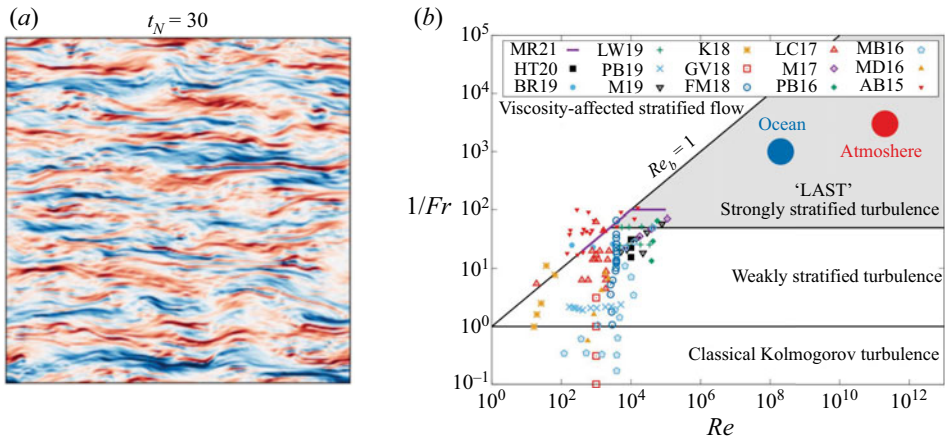 (a)
t_N = 30
(b)
10^5
MR21 LW19 K18 LC17 MB16
HT20 PB19 GV18 M17 MD16
BR19 M19 FM18 PB16 AB15
Viscosity-affected stratified flow
10^4
Re_b = 1
Ocean
10^3
Atmoshere
1/Fr
10^2
'LAST'
Strongly stratified turbulence
10^1
Weakly stratified turbulence
10^0
Classical Kolmogorov turbulence
10^-1
10^0 10^2 10^4 10^6 10^8 10^10 10^12
Re